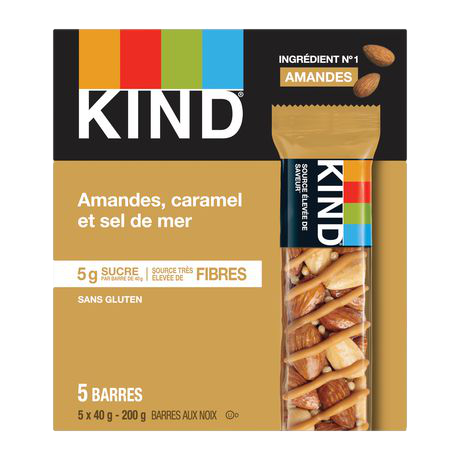 INGRÉDIENT N°1
AMANDES
KIND®
Amandes, caramel
et sel de mer
5g SUCRE
PAR BARRE DE 40g
SOURCE TRÈS
ÉLEVÉE DE
FIBRES
SANS GLUTEN
5 BARRES
5 x 40 g - 200 g BARRES AUX NOIX
KIND
SOURCE ÉLEVÉE DE
SAVEUR